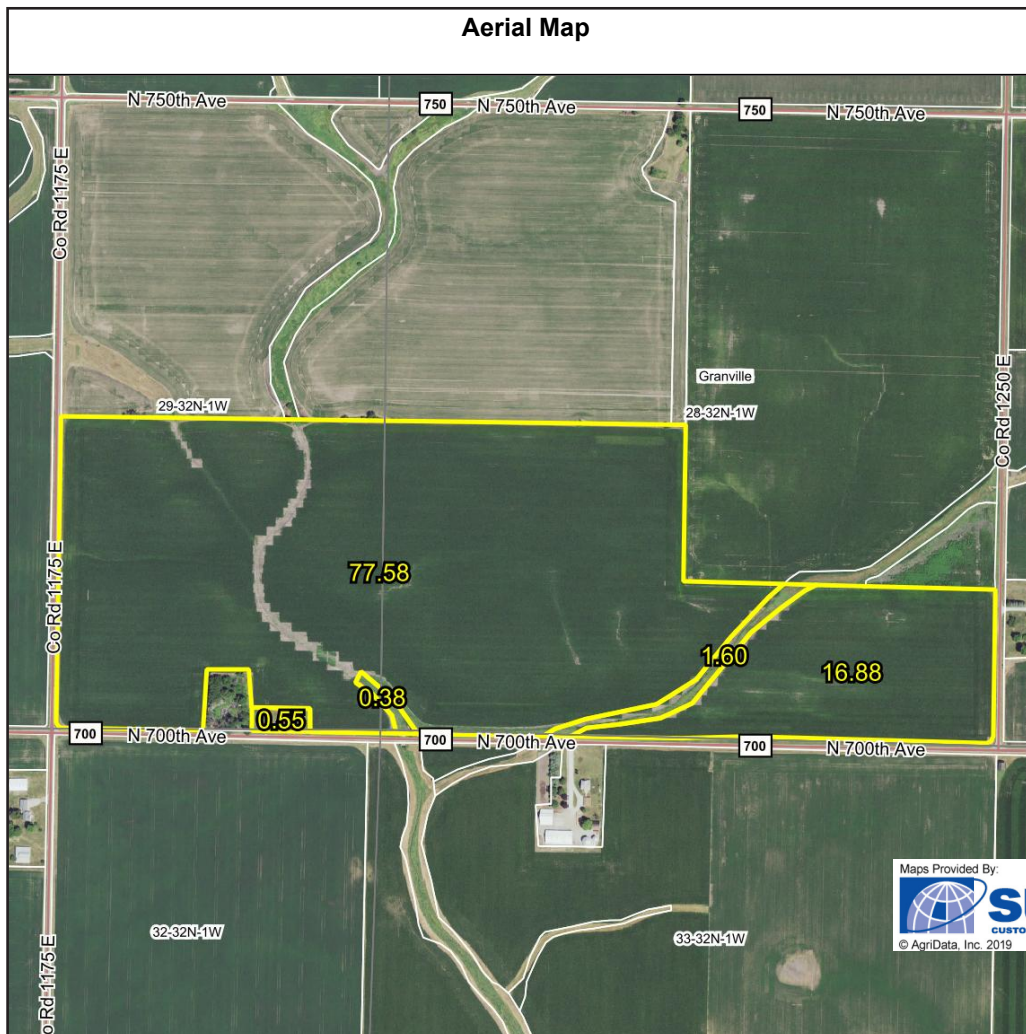 Aerial Map
N 750th Ave
750
N 750th Ave
750
N 750th Ave
Co Rd 1175 E
Granville
29-32N-1W
28-32N-1W
Co Rd 1250 E
77.58
Co Rd 1175 E
1.60
16.88
0.38
0.55
700
N 700th Ave
700
N 700th Ave
700
N 700th Ave
Maps Provided By:
© AgriData, Inc. 2019
32-32N-1W
33-32N-1W
Rd 1175 E